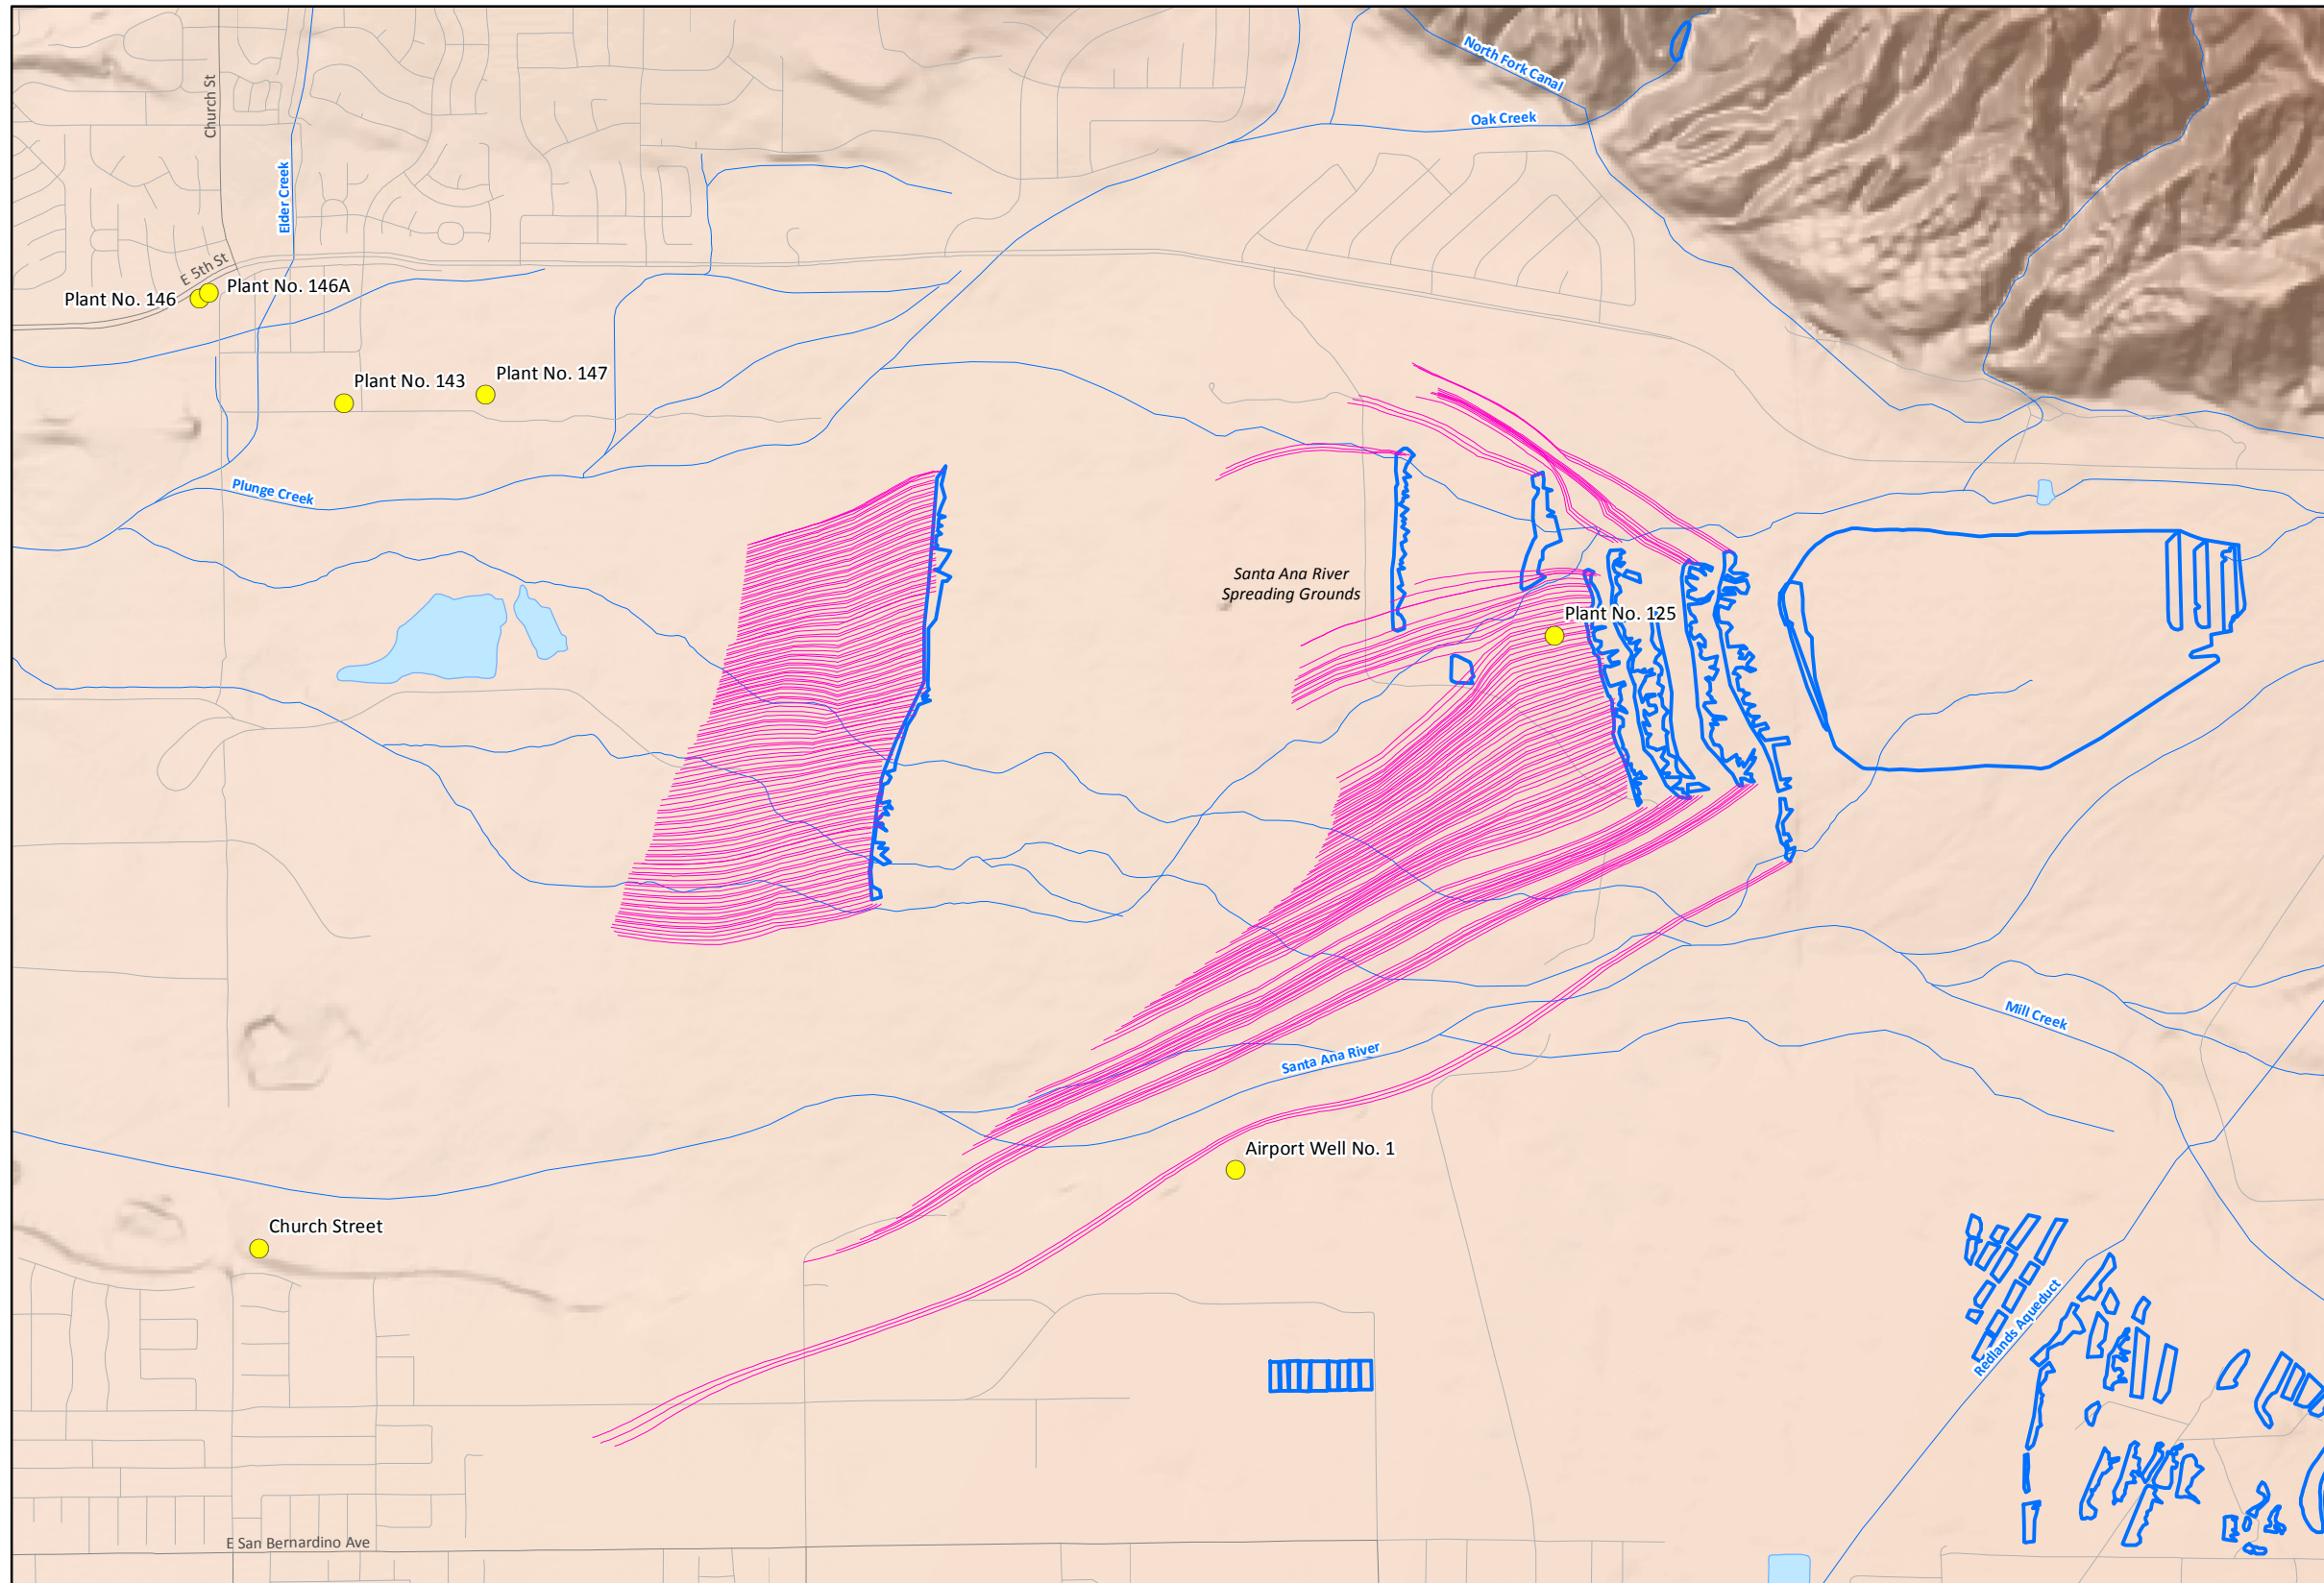 North Fork Canal
Church St
Oak Creek
Elder Creek
E 5th St
Plant No. 146A
Plant No. 146
Plant No. 147
Plant No. 143
Plunge Creek
Santa Ana River
Spreading Grounds
Plant No. 125
Mill Creek
Santa Ana River
Airport Well No. 1
Church Street
Redlands Aqueduct
E San Bernardino Ave